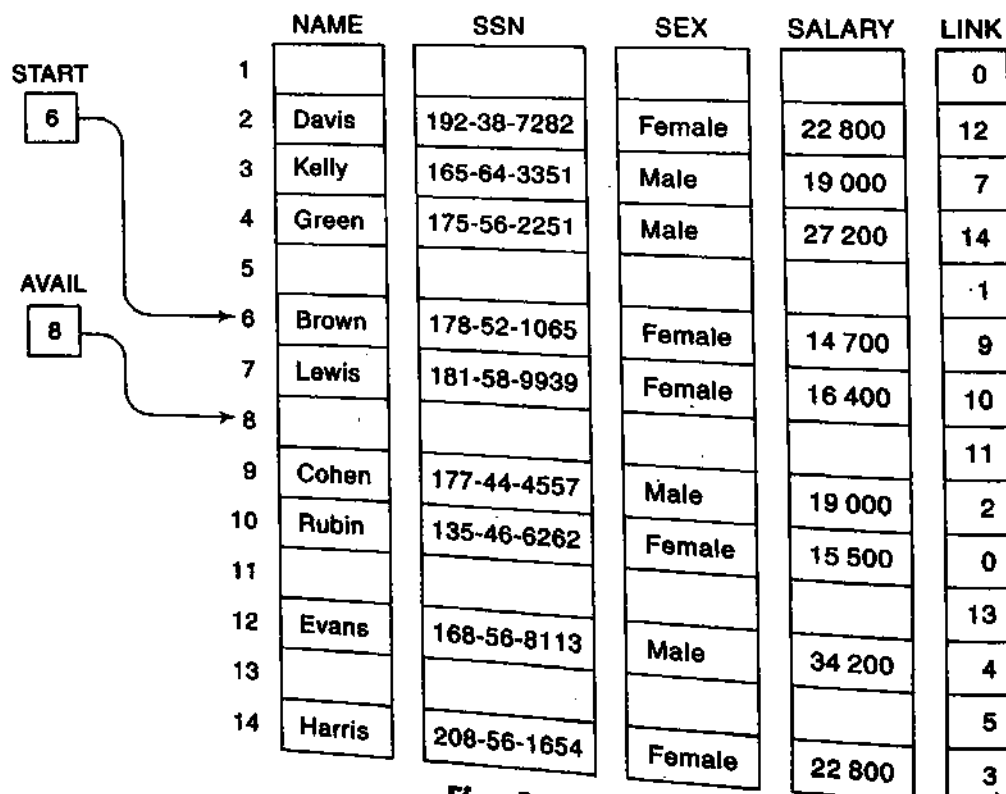 NAME SSN SEX SALARY LINK
START
6
AVAIL
8
1 0
2 Davis 192-38-7282 Female 22 800 12
3 Kelly 165-64-3351 Male 19 000 7
4 Green 175-56-2251 Male 27 200 14
5 1
6 Brown 178-52-1065 Female 14 700 9
7 Lewis 181-58-9939 Female 16 400 10
8 11
9 Cohen 177-44-4557 Male 19 000 2
10 Rubin 135-46-6262 Female 15 500 0
11 13
12 Evans 168-56-8113 Male 34 200 4
13 5
14 Harris 208-56-1654 Female 22 800 3